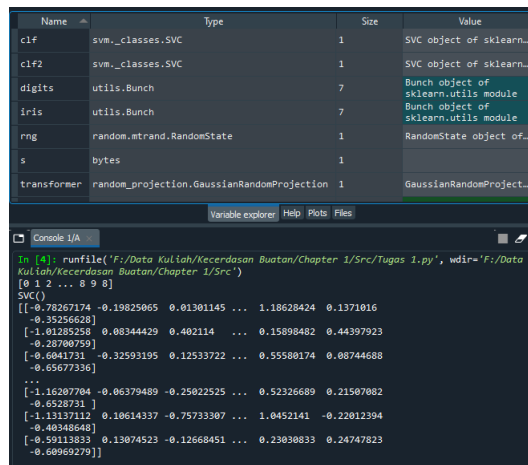 Name Type Size Value
clf svm._classes.SVC 1 SVC object of sklearn…
clf2 svm._classes.SVC 1 SVC object of sklearn…
digits utils.Bunch 7 Bunch object of
sklearn.utils module
iris utils.Bunch 7 Bunch object of
sklearn.utils module
rng random.mtrand.RandomState 1 RandomState object of…
s bytes 1
transformer random_projection.GaussianRandomProjection 1 GaussianRandomProject…
Variable explorer Help Plots Files
Console 1/A
In [4]: runfile('F:/Data Kuliah/Kecerdasan Buatan/Chapter 1/Src/Tugas 1.py', wdir='F:/Data
Kuliah/Kecerdasan Buatan/Chapter 1/Src')
[0 1 2 ... 8 9 8]
SVC()
[[-0.78267174 -0.19825065 0.01301145 ... 1.18628424 0.1371016
-0.35256628]
[-1.01285258 0.08344429 0.402114 ... 0.15898482 0.44397923
-0.28700759]
[-0.6041731 -0.32593195 0.12533722 ... 0.55580174 0.08744688
-0.65677336]
...
[-1.16207704 -0.06379489 -0.25022525 ... 0.52326689 0.21507082
-0.6528731 ]
[-1.13137112 0.10614337 -0.75733307 ... 1.0452141 -0.22012394
-0.40348648]
[-0.59113833 0.13074523 -0.12668451 ... 0.23030833 0.24747823
-0.60969279]]